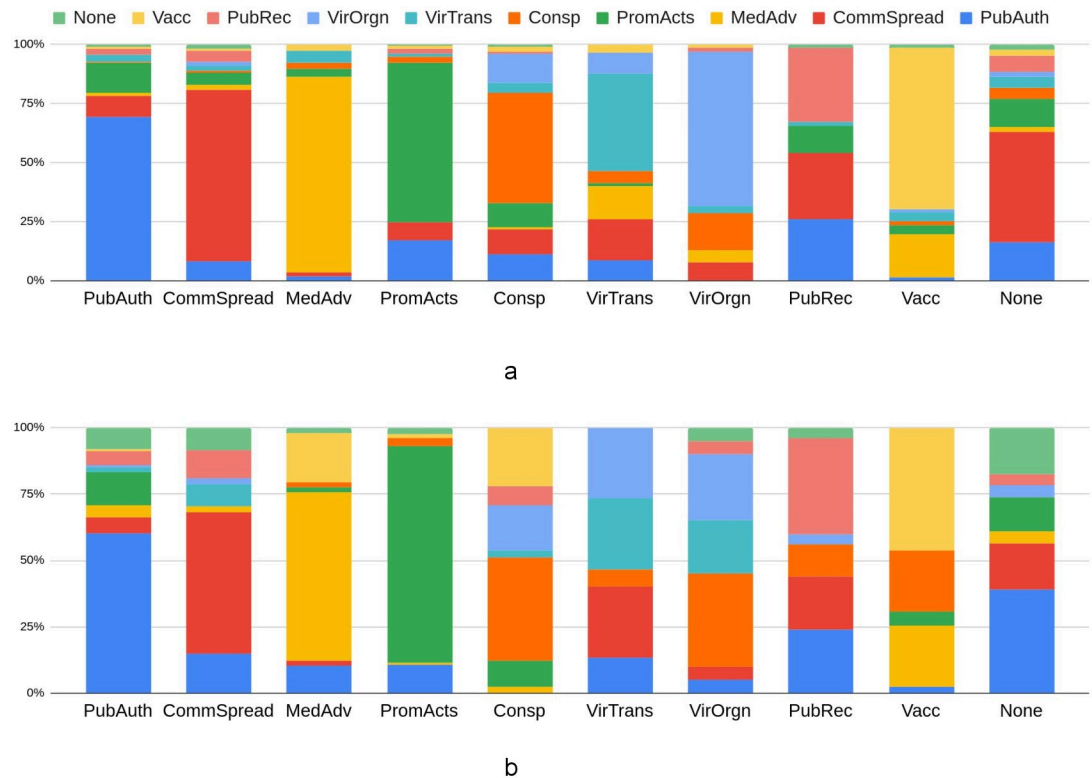 None Vacc PubRec VirOrgn VirTrans Consp PromActs MedAdv CommSpread PubAuth
100%
75%
50%
25%
0%
PubAuth CommSpread MedAdv PromActs Consp VirTrans VirOrgn PubRec Vacc None
a
100%
75%
50%
25%
0%
PubAuth CommSpread MedAdv PromActs Consp VirTrans VirOrgn PubRec Vacc None
b